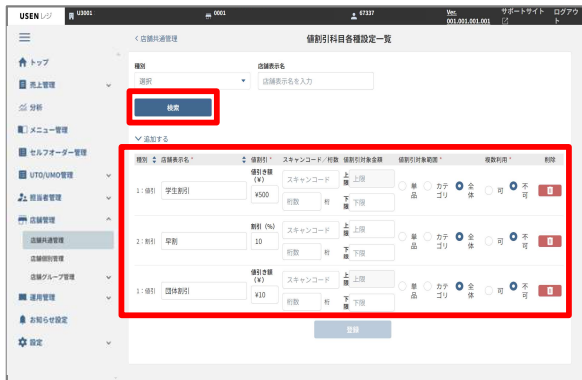 USEN レジ U3001 0001 67337 Ver. 001.001.001.001 サポートサイト ログアウト
< 店舗共通管理
値割引科目各種設定一覧
トップ
売上管理
分析
メニュー管理
セルフオーダー管理
UTO/UMO管理
担当者管理
店舗管理
店舗共通管理
店舗個別管理
店舗グループ管理
運用管理
お知らせ設定
設定
種別 店舗表示名
選択 店舗表示名を入力
検索
追加する
種別 店舗表示名 * 値割引 * スキャンコード/桁数 値割引対象金額 値割引対象範囲 * 複数利用 * 削除
1:値引 学生割引 値引き額(¥) ¥500 スキャンコード 桁数 桁 上限 上限 下限 下限 単品 カテゴリ 全体 可 不可
2:割引 早割 割引 (%) 10 スキャンコード 桁数 桁 上限 上限 下限 下限 単品 カテゴリ 全体 可 不可
1:値引 団体割引 値引き額(¥) ¥10 スキャンコード 桁数 桁 上限 上限 下限 下限 単品 カテゴリ 全体 可 不可
登録